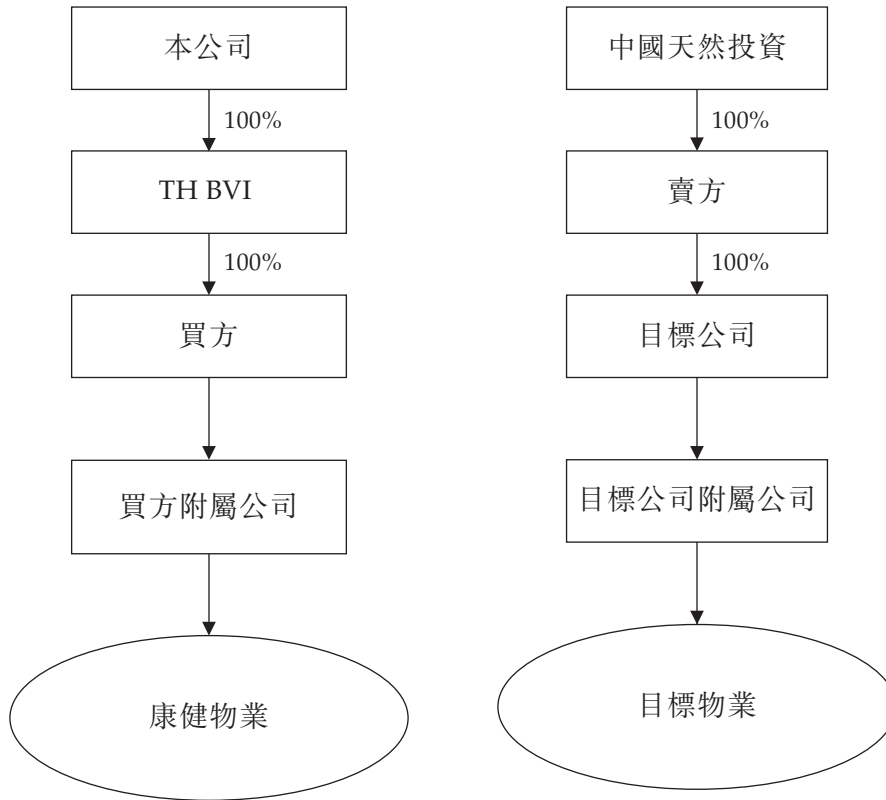 本公司
100%
TH BVI
100%
買方
買方附屬公司
康健物業
中國天然投資
100%
賣方
100%
目標公司
目標公司附屬公司
目標物業